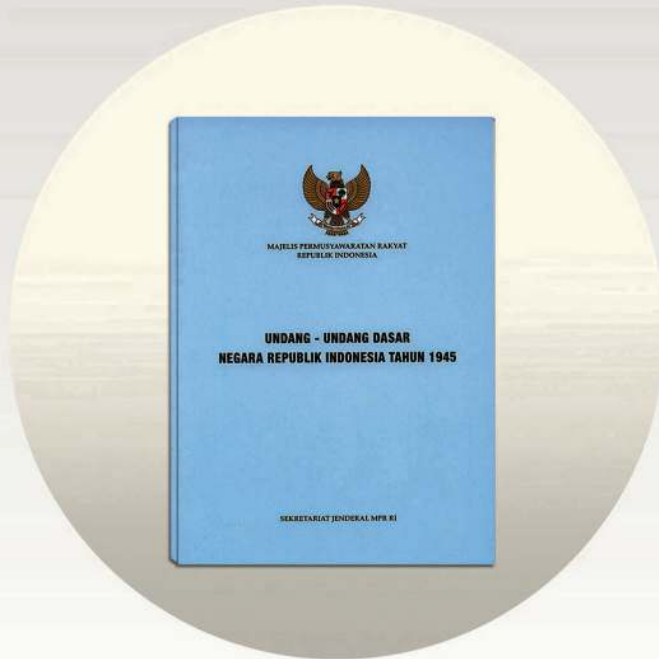 MAJELIS PERMUSYAWARATAN RAKYAT
REPUBLIK INDONESIA
UNDANG - UNDANG DASAR
NEGARA REPUBLIK INDONESIA TAHUN 1945
SEKRETARIAT JENDERAL MPR RI